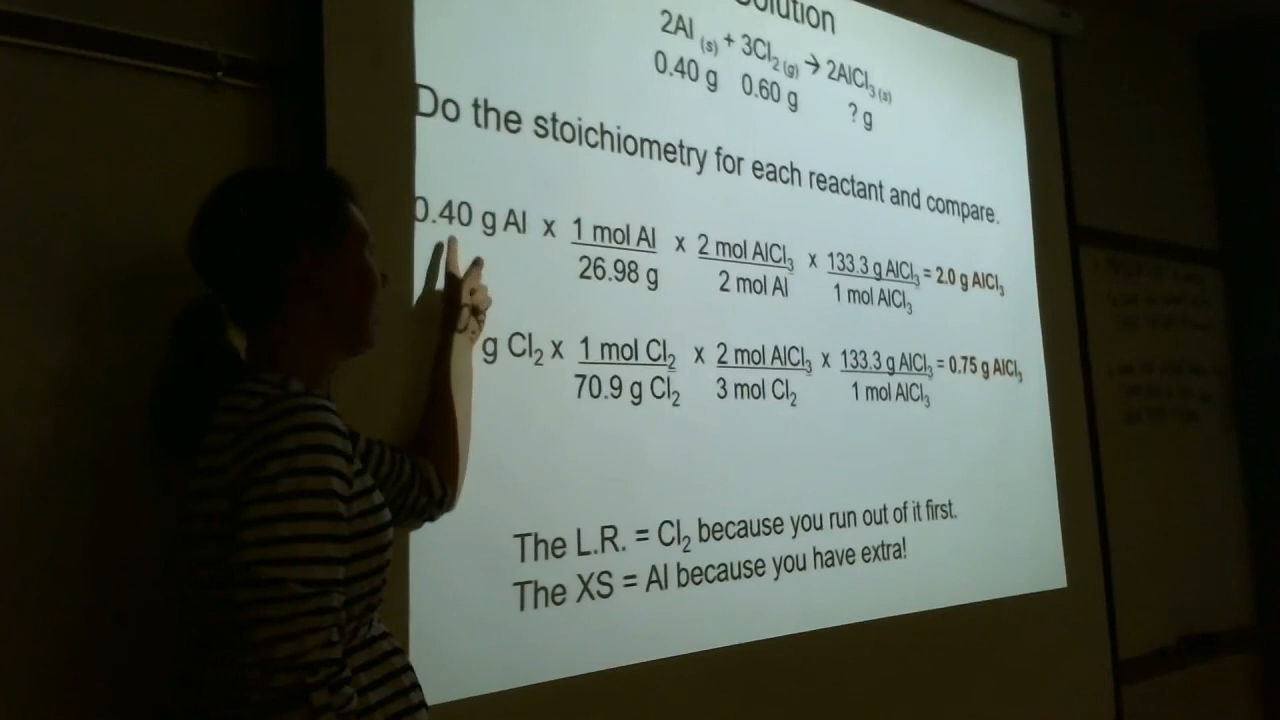 Solution
2Al (s) + 3Cl₂ (g) → 2AlCl₃ (s)
0.40 g 0.60 g ? g
Do the stoichiometry for each reactant and compare.
0.40 g Al x 1 mol Al x 2 mol AlCl₃ x 133.3 g AlCl₃ = 2.0 g AlCl₃
26.98 g 2 mol Al 1 mol AlCl₃
g Cl₂ x 1 mol Cl₂ x 2 mol AlCl₃ x 133.3 g AlCl₃ = 0.75 g AlCl₃
70.9 g Cl₂ 3 mol Cl₂ 1 mol AlCl₃
The L.R. = Cl₂ because you run out of it first.
The XS = Al because you have extra!